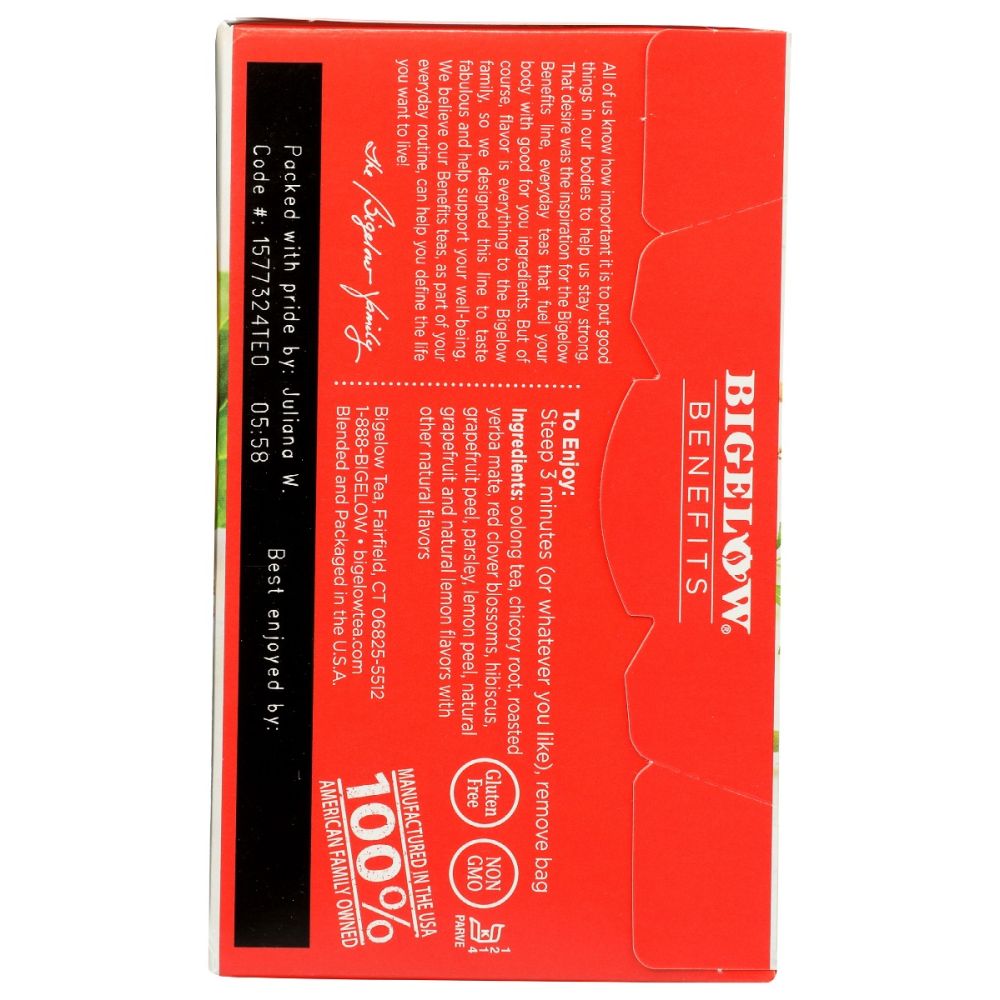 BIGELOW®
BENEFITS
All of us know how important it is to put good
things in our bodies to help us stay strong.
That desire was the inspiration for the Bigelow
Benefits line, everyday teas that fuel your
body with good for you ingredients. But of
course, flavor is everything to the Bigelow
family, so we designed this line to taste
fabulous and help support your well-being.
We believe our Benefits teas, as part of your
everyday routine, can help you define the life
you want to live!
the Bigelow Family
To Enjoy:
Steep 3 minutes (or whatever you like), remove bag
Ingredients: oolong tea, chicory root, roasted
yerba mate, red clover blossoms, hibiscus,
grapefruit peel, parsley, lemon peel, natural
grapefruit and natural lemon flavors with
other natural flavors
Gluten
Free
NON
GMO
K
PARVE
1
2 1
4
Bigelow Tea, Fairfield, CT 06825-5512
1-888-BIGELOW • bigelowtea.com
Blended and Packaged in the U.S.A.
MANUFACTURED IN THE USA
100%
AMERICAN FAMILY OWNED
Packed with pride by: Juliana W. Best enjoyed by:
Code #: 1577324TEO 05:58